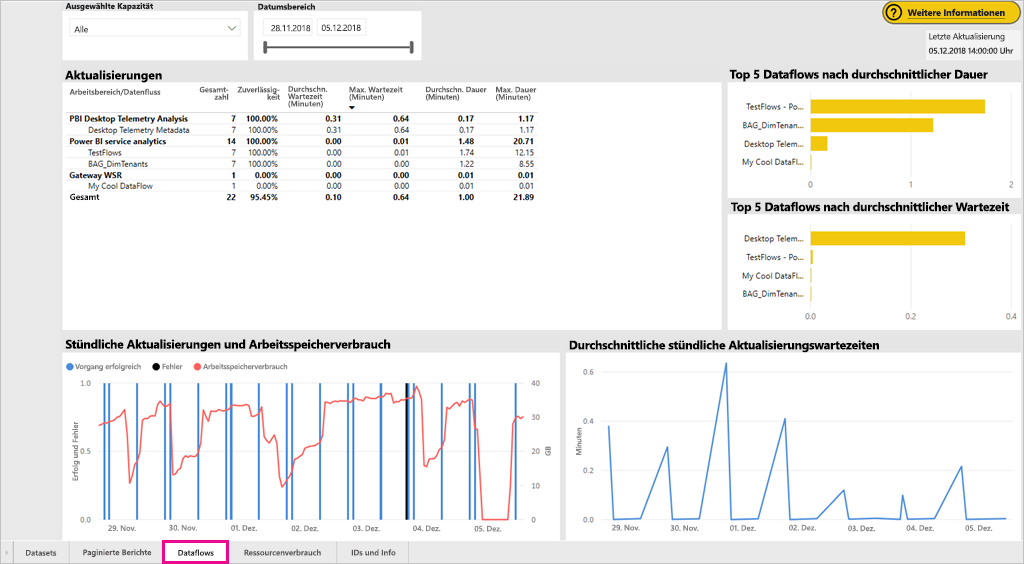 Ausgewählte Kapazität
Alle
Datumsbereich
28.11.2018 05.12.2018
? Weitere Informationen
Letzte Aktualisierung
05.12.2018 14:00:00 Uhr
Aktualisierungen
Arbeitsbereich/Datenfluss Gesamt-zahl Zuverlässig-keit Durchschn. Wartezeit (Minuten) Max. Wartezeit (Minuten) Durchschn. Dauer (Minuten) Max. Dauer (Minuten)
PBI Desktop Telemetry Analysis 7 100.00% 0.31 0.64 0.17 1.17
Desktop Telemetry Metadata 7 100.00% 0.31 0.64 0.17 1.17
Power BI service analytics 14 100.00% 0.00 0.01 1.48 20.71
TestFlows 7 100.00% 0.00 0.01 1.74 12.15
BAG_DimTenants 7 100.00% 0.00 0.00 1.22 8.55
Gateway WSR 1 0.00% 0.00 0.00 0.01 0.01
My Cool DataFlow 1 0.00% 0.00 0.00 0.01 0.01
Gesamt 22 95.45% 0.10 0.64 1.00 21.89
Top 5 Dataflows nach durchschnittlicher Dauer
TestFlows - Po...
BAG_DimTenan...
Desktop Telem...
My Cool DataFl...
0 1 2
Top 5 Dataflows nach durchschnittlicher Wartezeit
Desktop Telem...
TestFlows - Po...
My Cool DataFl...
BAG_DimTenan...
0.0 0.2 0.4
Stündliche Aktualisierungen und Arbeitsspeicherverbrauch
Vorgang erfolgreich Fehler Arbeitsspeicherverbrauch
Erfolg und Fehler
1.0
0.5
0.0
40
30
20
10
0
GB
29. Nov. 30. Nov. 01. Dez. 02. Dez. 03. Dez. 04. Dez. 05. Dez.
Durchschnittliche stündliche Aktualisierungswartezeiten
Minuten
0.6
0.4
0.2
0.0
29. Nov. 30. Nov. 01. Dez. 02. Dez. 03. Dez. 04. Dez. 05. Dez.
Datasets Paginierte Berichte Dataflows Ressourcenverbrauch IDs und Info